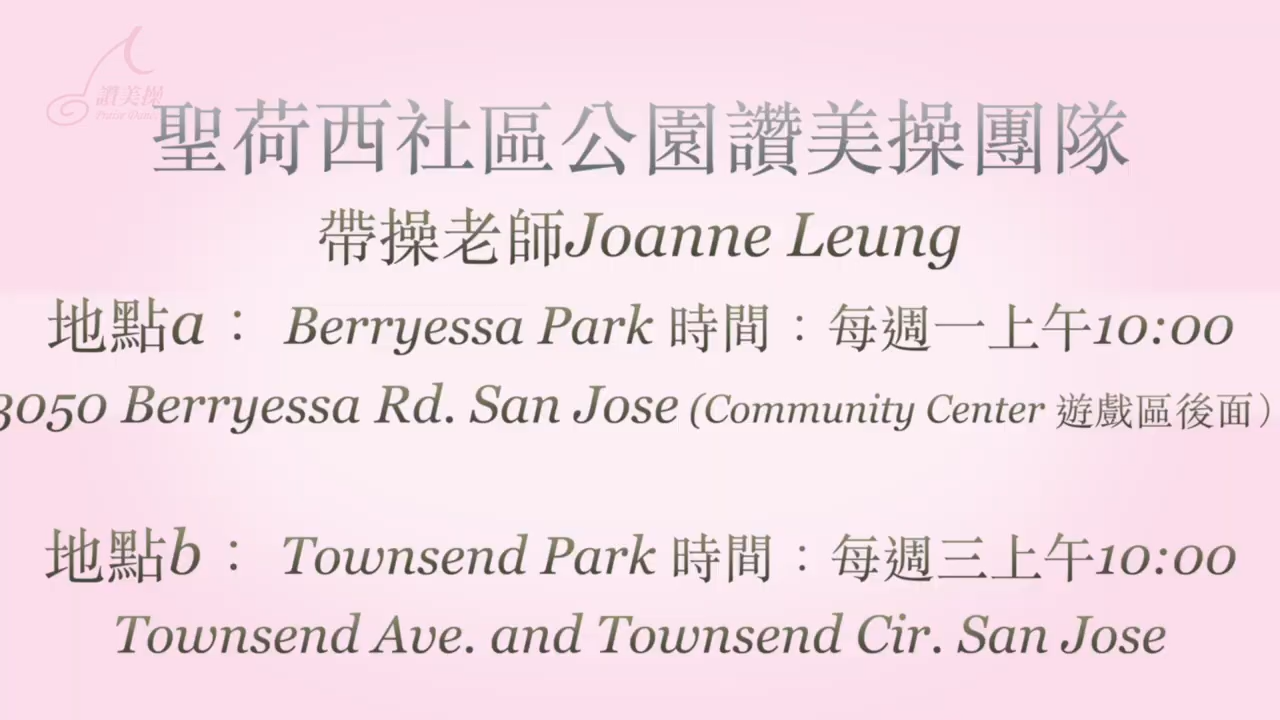 讚美操
Praise Dance
聖荷西社區公園讚美操團隊
帶操老師Joanne Leung
地點a： Berryessa Park 時間：每週一上午10:00
3050 Berryessa Rd. San Jose (Community Center 遊戲區後面）
地點b： Townsend Park 時間：每週三上午10:00
Townsend Ave. and Townsend Cir. San Jose